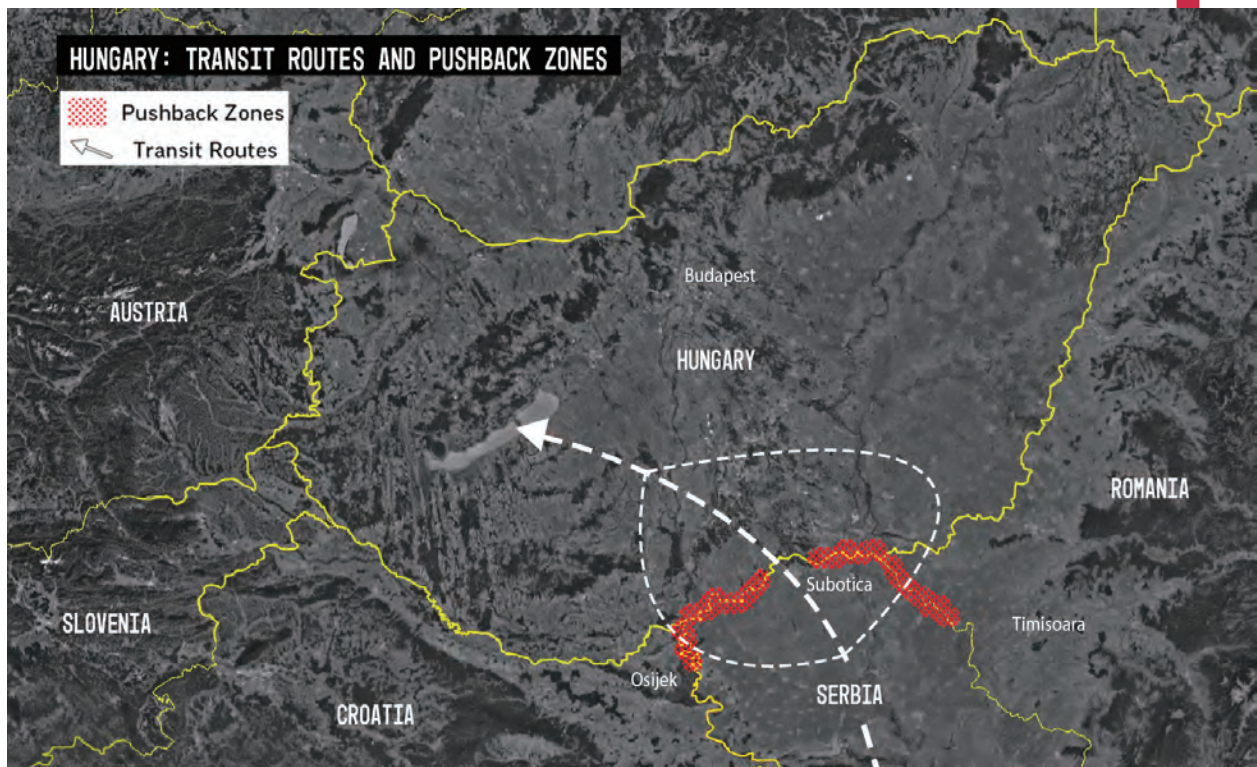 HUNGARY: TRANSIT ROUTES AND PUSHBACK ZONES
Pushback Zones
Transit Routes
Budapest
AUSTRIA
HUNGARY
ROMANIA
Subotica
SLOVENIA
Timisoara
Osijek
SERBIA
CROATIA